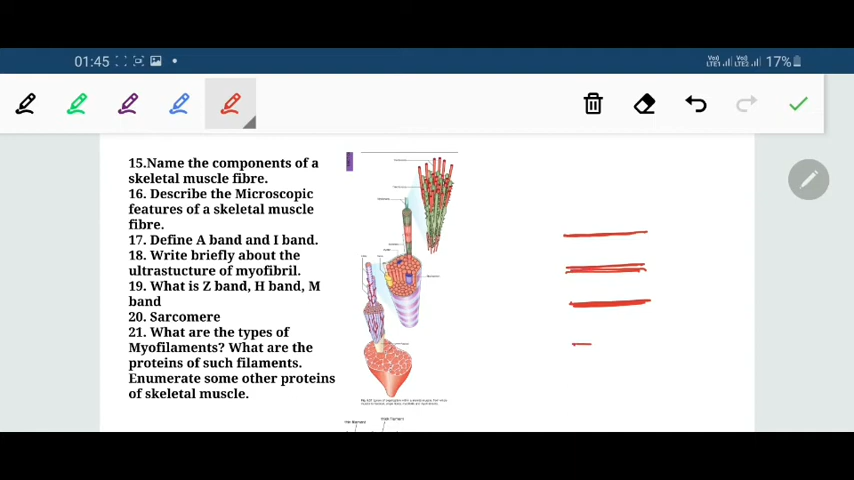 01:45
LTE1 LTE2 17%
15.Name the components of a
skeletal muscle fibre.
16. Describe the Microscopic
features of a skeletal muscle
fibre.
17. Define A band and I band.
18. Write briefly about the
ultrastucture of myofibril.
19. What is Z band, H band, M
band
20. Sarcomere
21. What are the types of
Myofilaments? What are the
proteins of such filaments.
Enumerate some other proteins
of skeletal muscle.